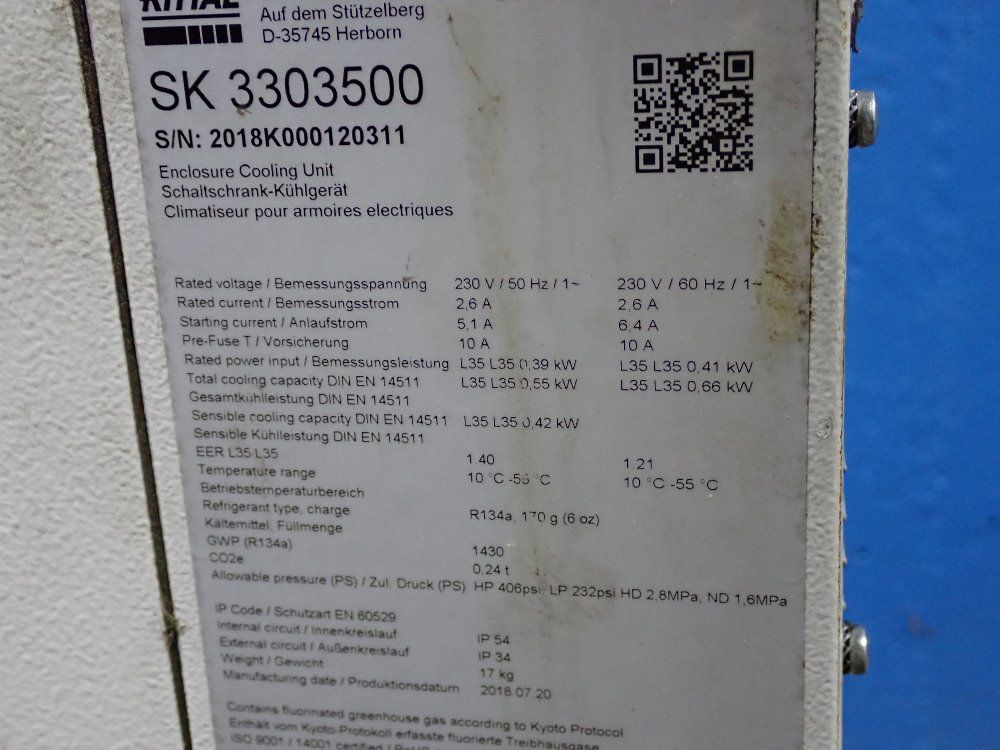 RITTAL
Auf dem Stützelberg
D-35745 Herborn
SK 3303500
S/N: 2018K000120311
Enclosure Cooling Unit
Schaltschrank-Kühlgerät
Climatiseur pour armoires electriques
Rated voltage / Bemessungsspannung 230 V / 50 Hz / 1~ 230 V / 60 Hz / 1~
Rated current / Bemessungsstrom 2,6 A 2,6 A
Starting current / Anlaufstrom 5,1 A 6,4 A
Pre-Fuse T / Vorsicherung 10 A 10 A
Rated power input / Bemessungsleistung L35 L35 0,39 kW L35 L35 0,41 kW
Total cooling capacity DIN EN 14511 L35 L35 0,55 kW L35 L35 0,66 kW
Gesamtkühlleistung DIN EN 14511
Sensible cooling capacity DIN EN 14511 L35 L35 0,42 kW
Sensible Kühlleistung DIN EN 14511
EER L35 L35 1.40 1.21
Temperature range 10 °C -55 °C 10 °C -55 °C
Betriebstemperaturbereich
Refrigerant type, charge R134a, 170 g (6 oz)
Kältemittel, Füllmenge
GWP (R134a) 1430
CO2e 0,24 t
Allowable pressure (PS) / Zul. Druck (PS) HP 406psi, LP 232psi HD 2,8MPa, ND 1,6MPa
IP Code / Schutzart EN 60529
Internal circuit / Innenkreislauf IP 54
External circuit / Außenkreislauf IP 34
Weight / Gewicht 17 kg
Manufacturing date / Produktionsdatum 2018.07.20
Contains fluorinated greenhouse gas according to Kyoto Protocol
Enthält vom Kyoto-Protokoll erfasste fluorierte Treibhausgase
ISO 9001 / 14001 certified /